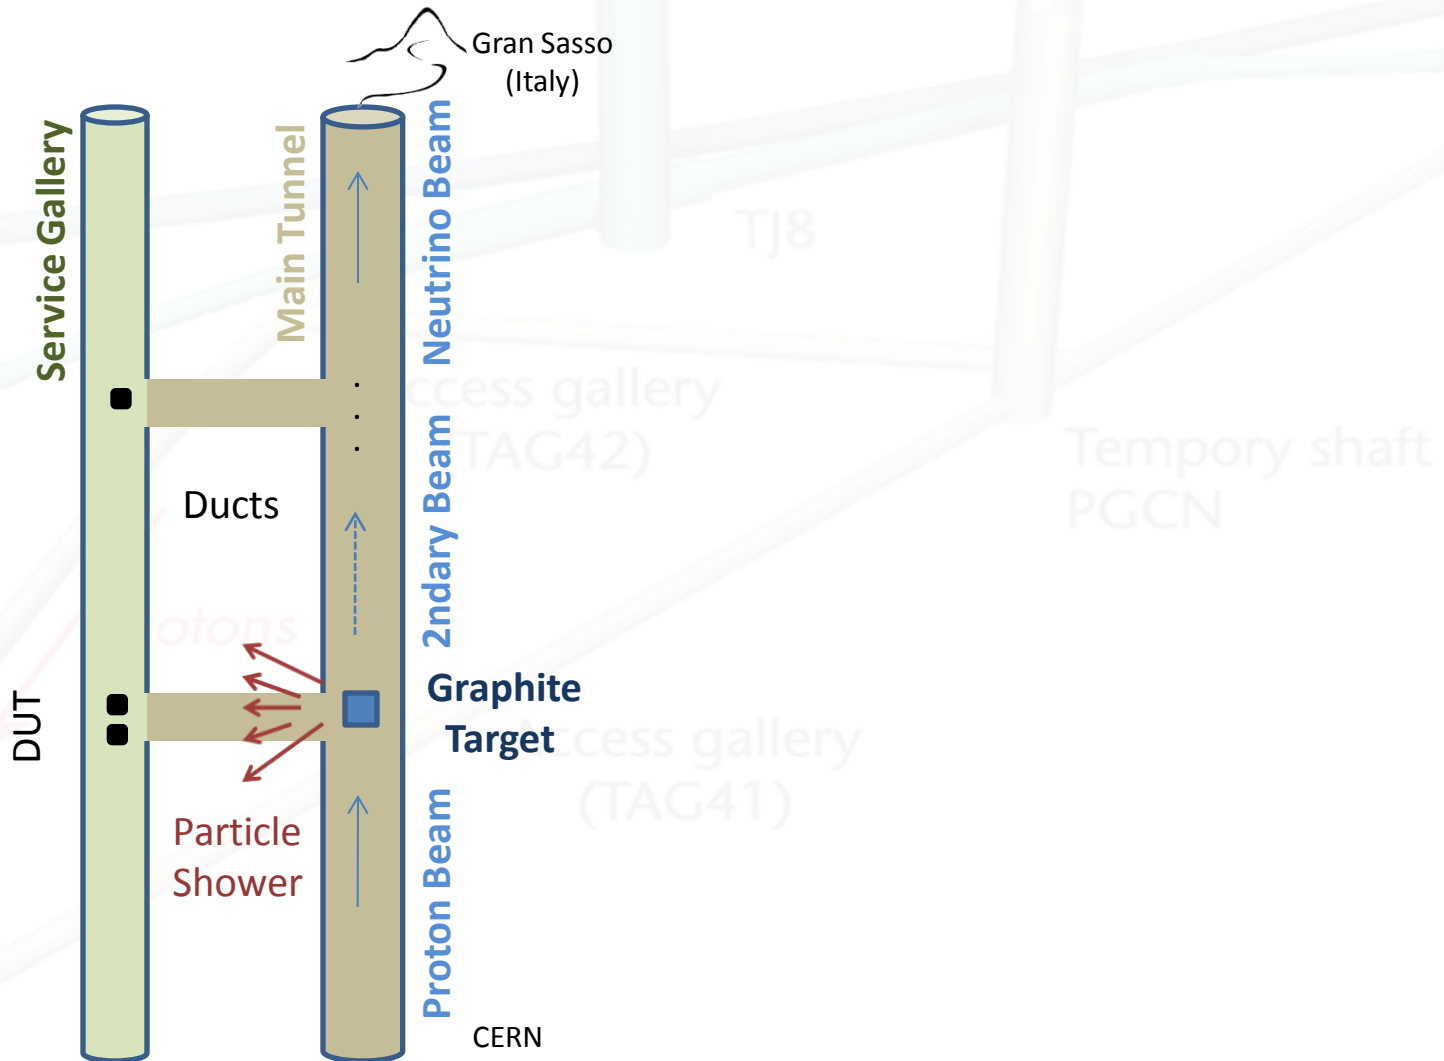 Gran Sasso
(Italy)
Service Gallery
Main Tunnel
Neutrino Beam
TJ8
ccess gallery
TAG42)
Tempory shaft
PGCN
Ducts
2ndary Beam
rotons
DUT
Graphite
Target
ccess gallery
(TAG41)
Particle
Shower
Proton Beam
CERN